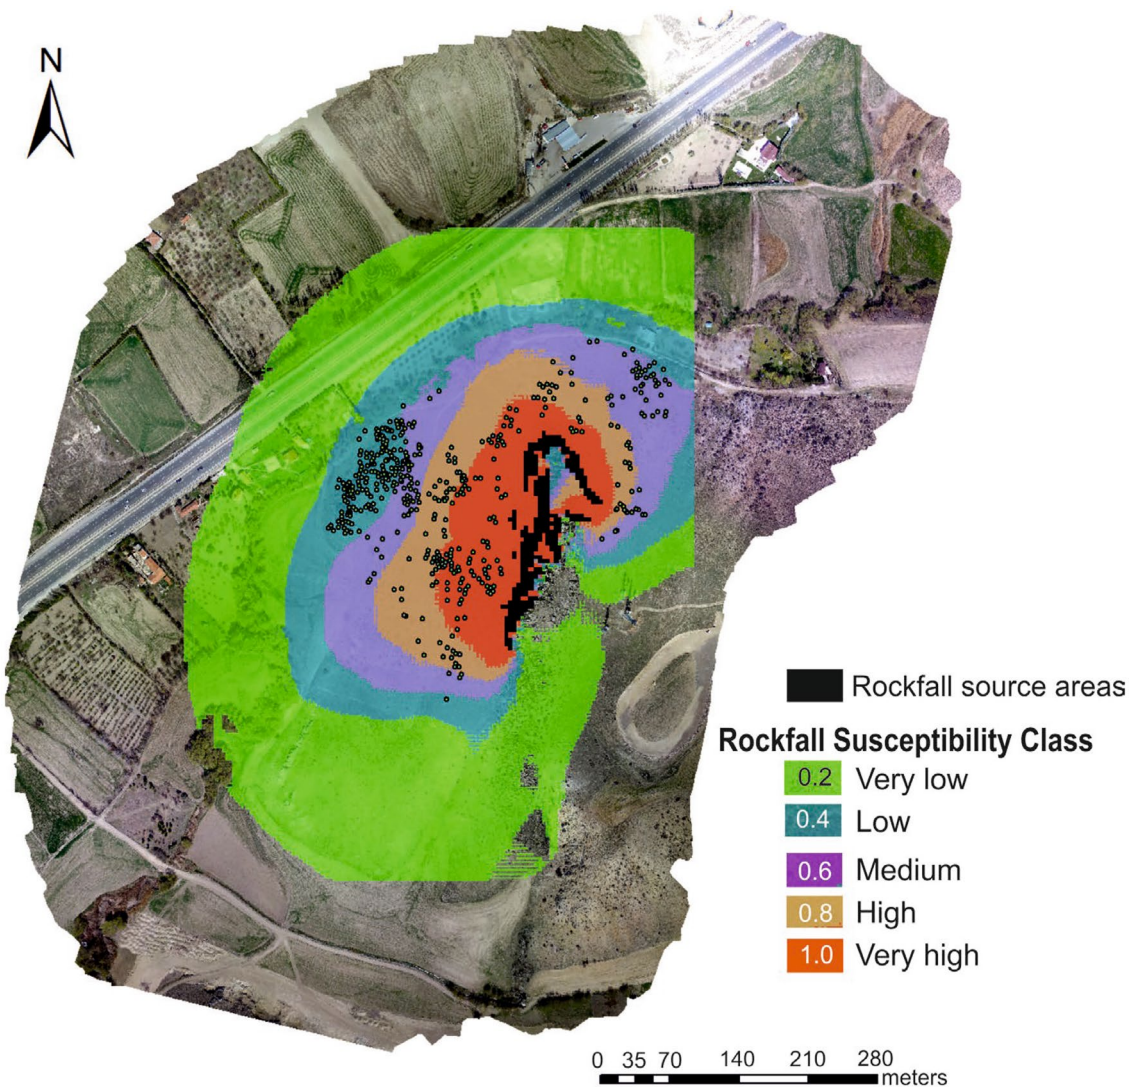 N
Rockfall source areas
Rockfall Susceptibility Class
0.2 Very low
0.4 Low
0.6 Medium
0.8 High
1.0 Very high
0 35 70 140 210 280
meters